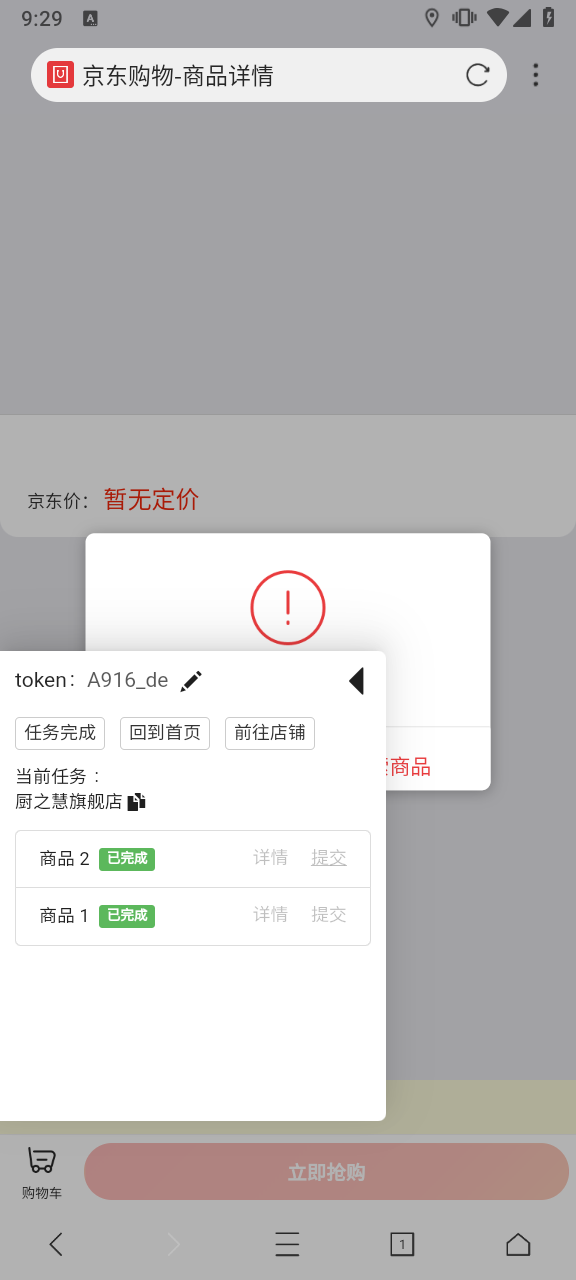 9:29
京东购物-商品详情
京东价： 暂无定价
token： A916_de
任务完成 回到首页 前往店铺
商品
当前任务：
厨之慧旗舰店
商品 2 已完成 详情 提交
商品 1 已完成 详情 提交
立即抢购
购物车
1